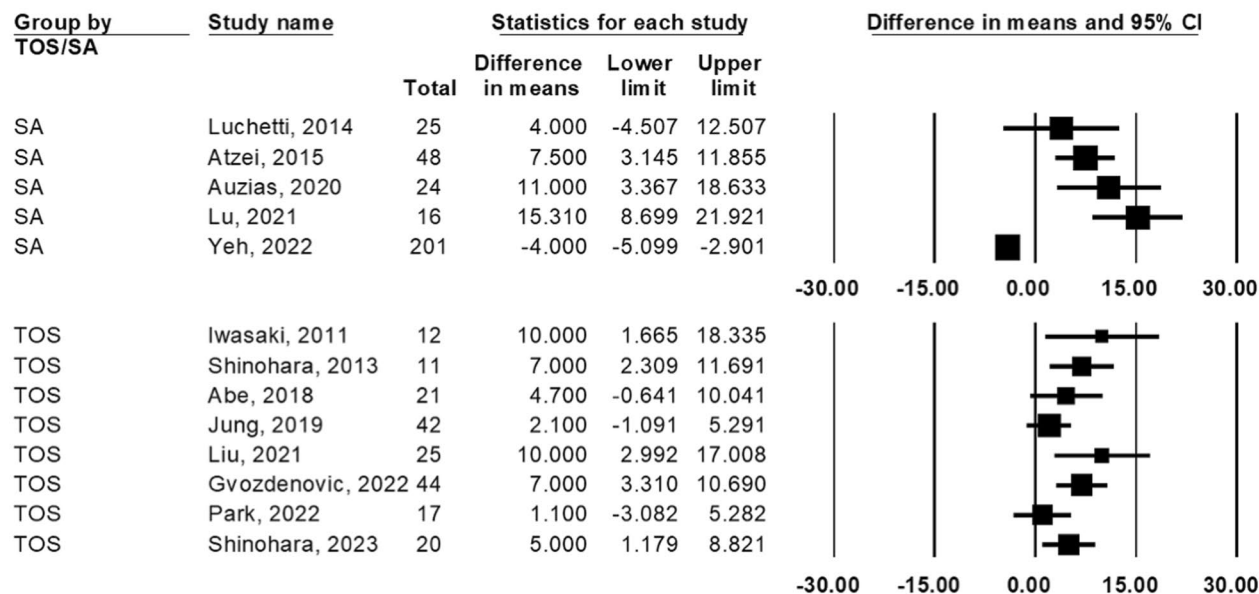 Group by Study name Statistics for each study Difference in means and 95% CI
TOS/SA
Difference Lower Upper
Total in means limit limit
SA Luchetti, 2014 25 4.000 -4.507 12.507
SA Atzei, 2015 48 7.500 3.145 11.855
SA Auzias, 2020 24 11.000 3.367 18.633
SA Lu, 2021 16 15.310 8.699 21.921
SA Yeh, 2022 201 -4.000 -5.099 -2.901
-30.00 -15.00 0.00 15.00 30.00
TOS Iwasaki, 2011 12 10.000 1.665 18.335
TOS Shinohara, 2013 11 7.000 2.309 11.691
TOS Abe, 2018 21 4.700 -0.641 10.041
TOS Jung, 2019 42 2.100 -1.091 5.291
TOS Liu, 2021 25 10.000 2.992 17.008
TOS Gvozdenovic, 2022 44 7.000 3.310 10.690
TOS Park, 2022 17 1.100 -3.082 5.282
TOS Shinohara, 2023 20 5.000 1.179 8.821
-30.00 -15.00 0.00 15.00 30.00